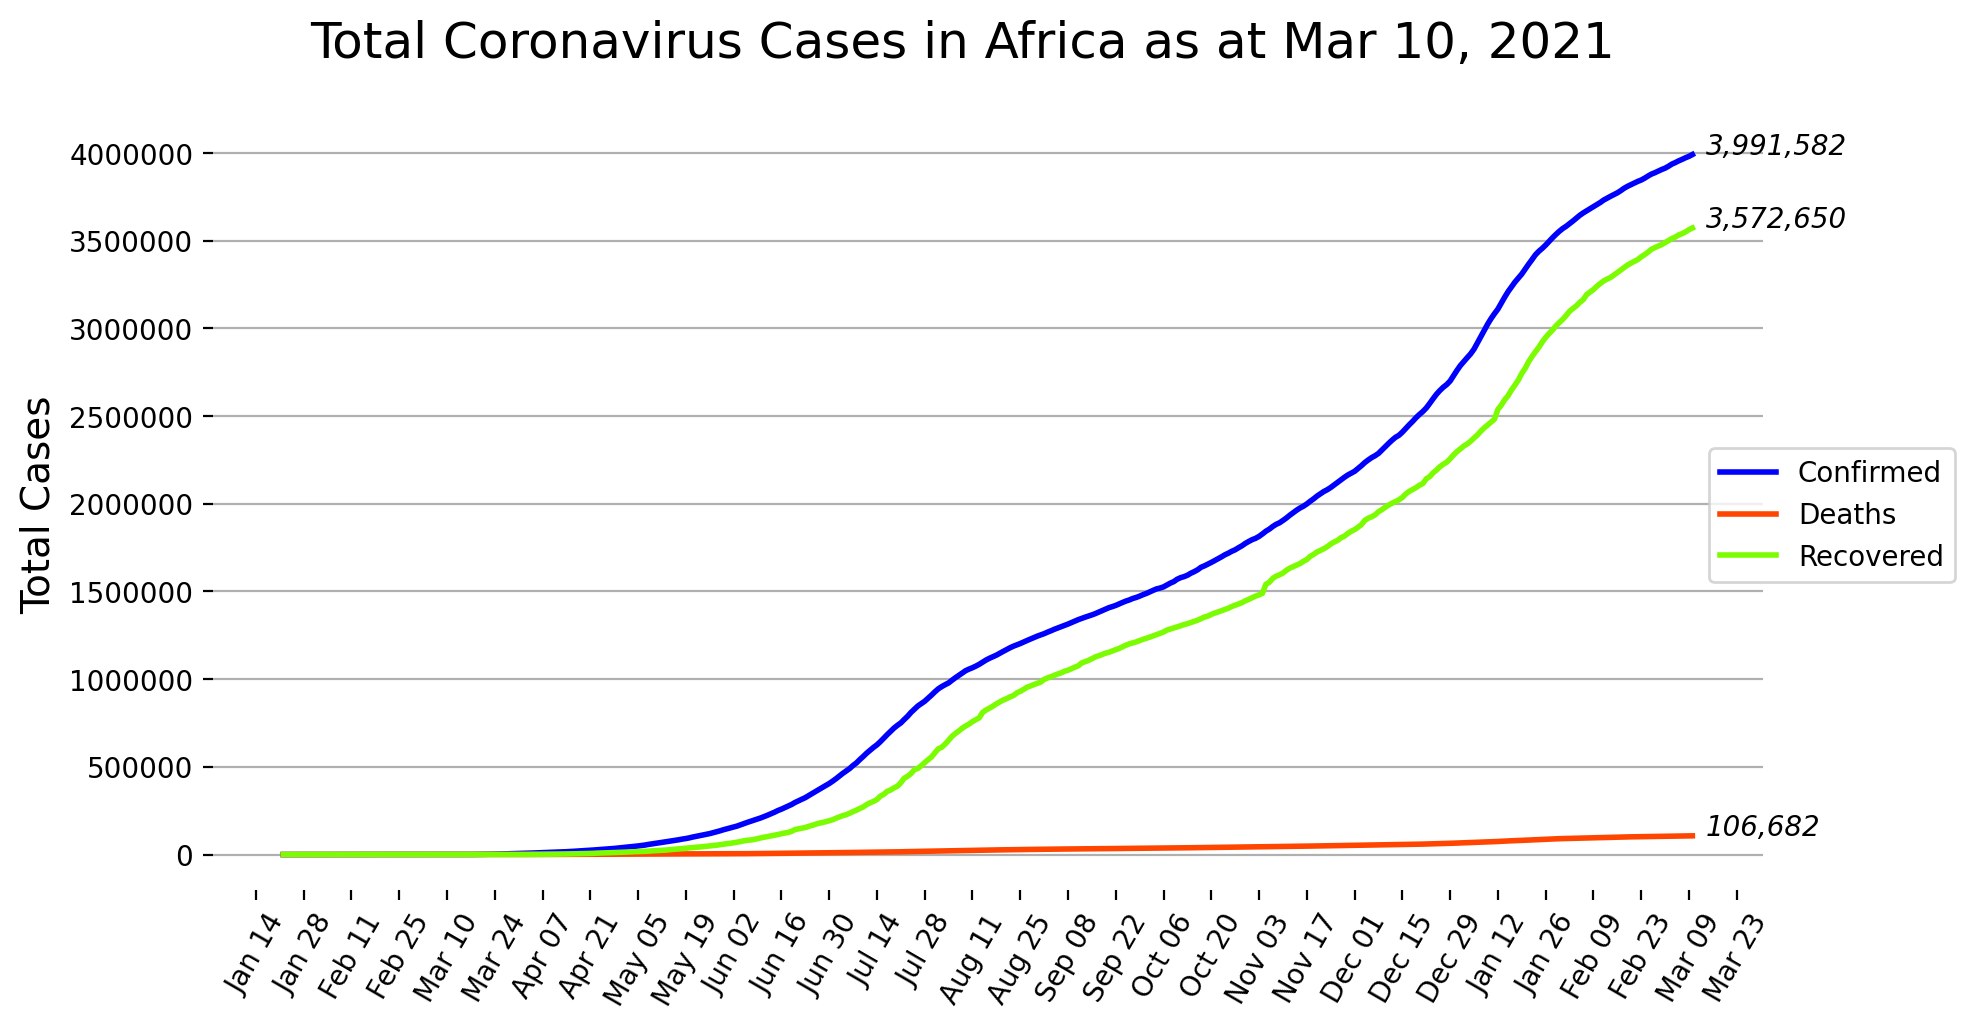 Total Coronavirus Cases in Africa as at Mar 10, 2021
Total Cases
4000000
3500000
3000000
2500000
2000000
1500000
1000000
500000
0
3,991,582
3,572,650
106,682
Confirmed
Deaths
Recovered
Jan 14
Jan 28
Feb 11
Feb 25
Mar 10
Mar 24
Apr 07
Apr 21
May 05
May 19
Jun 02
Jun 16
Jun 30
Jul 14
Jul 28
Aug 11
Aug 25
Sep 08
Sep 22
Oct 06
Oct 20
Nov 03
Nov 17
Dec 01
Dec 15
Dec 29
Jan 12
Jan 26
Feb 09
Feb 23
Mar 09
Mar 23